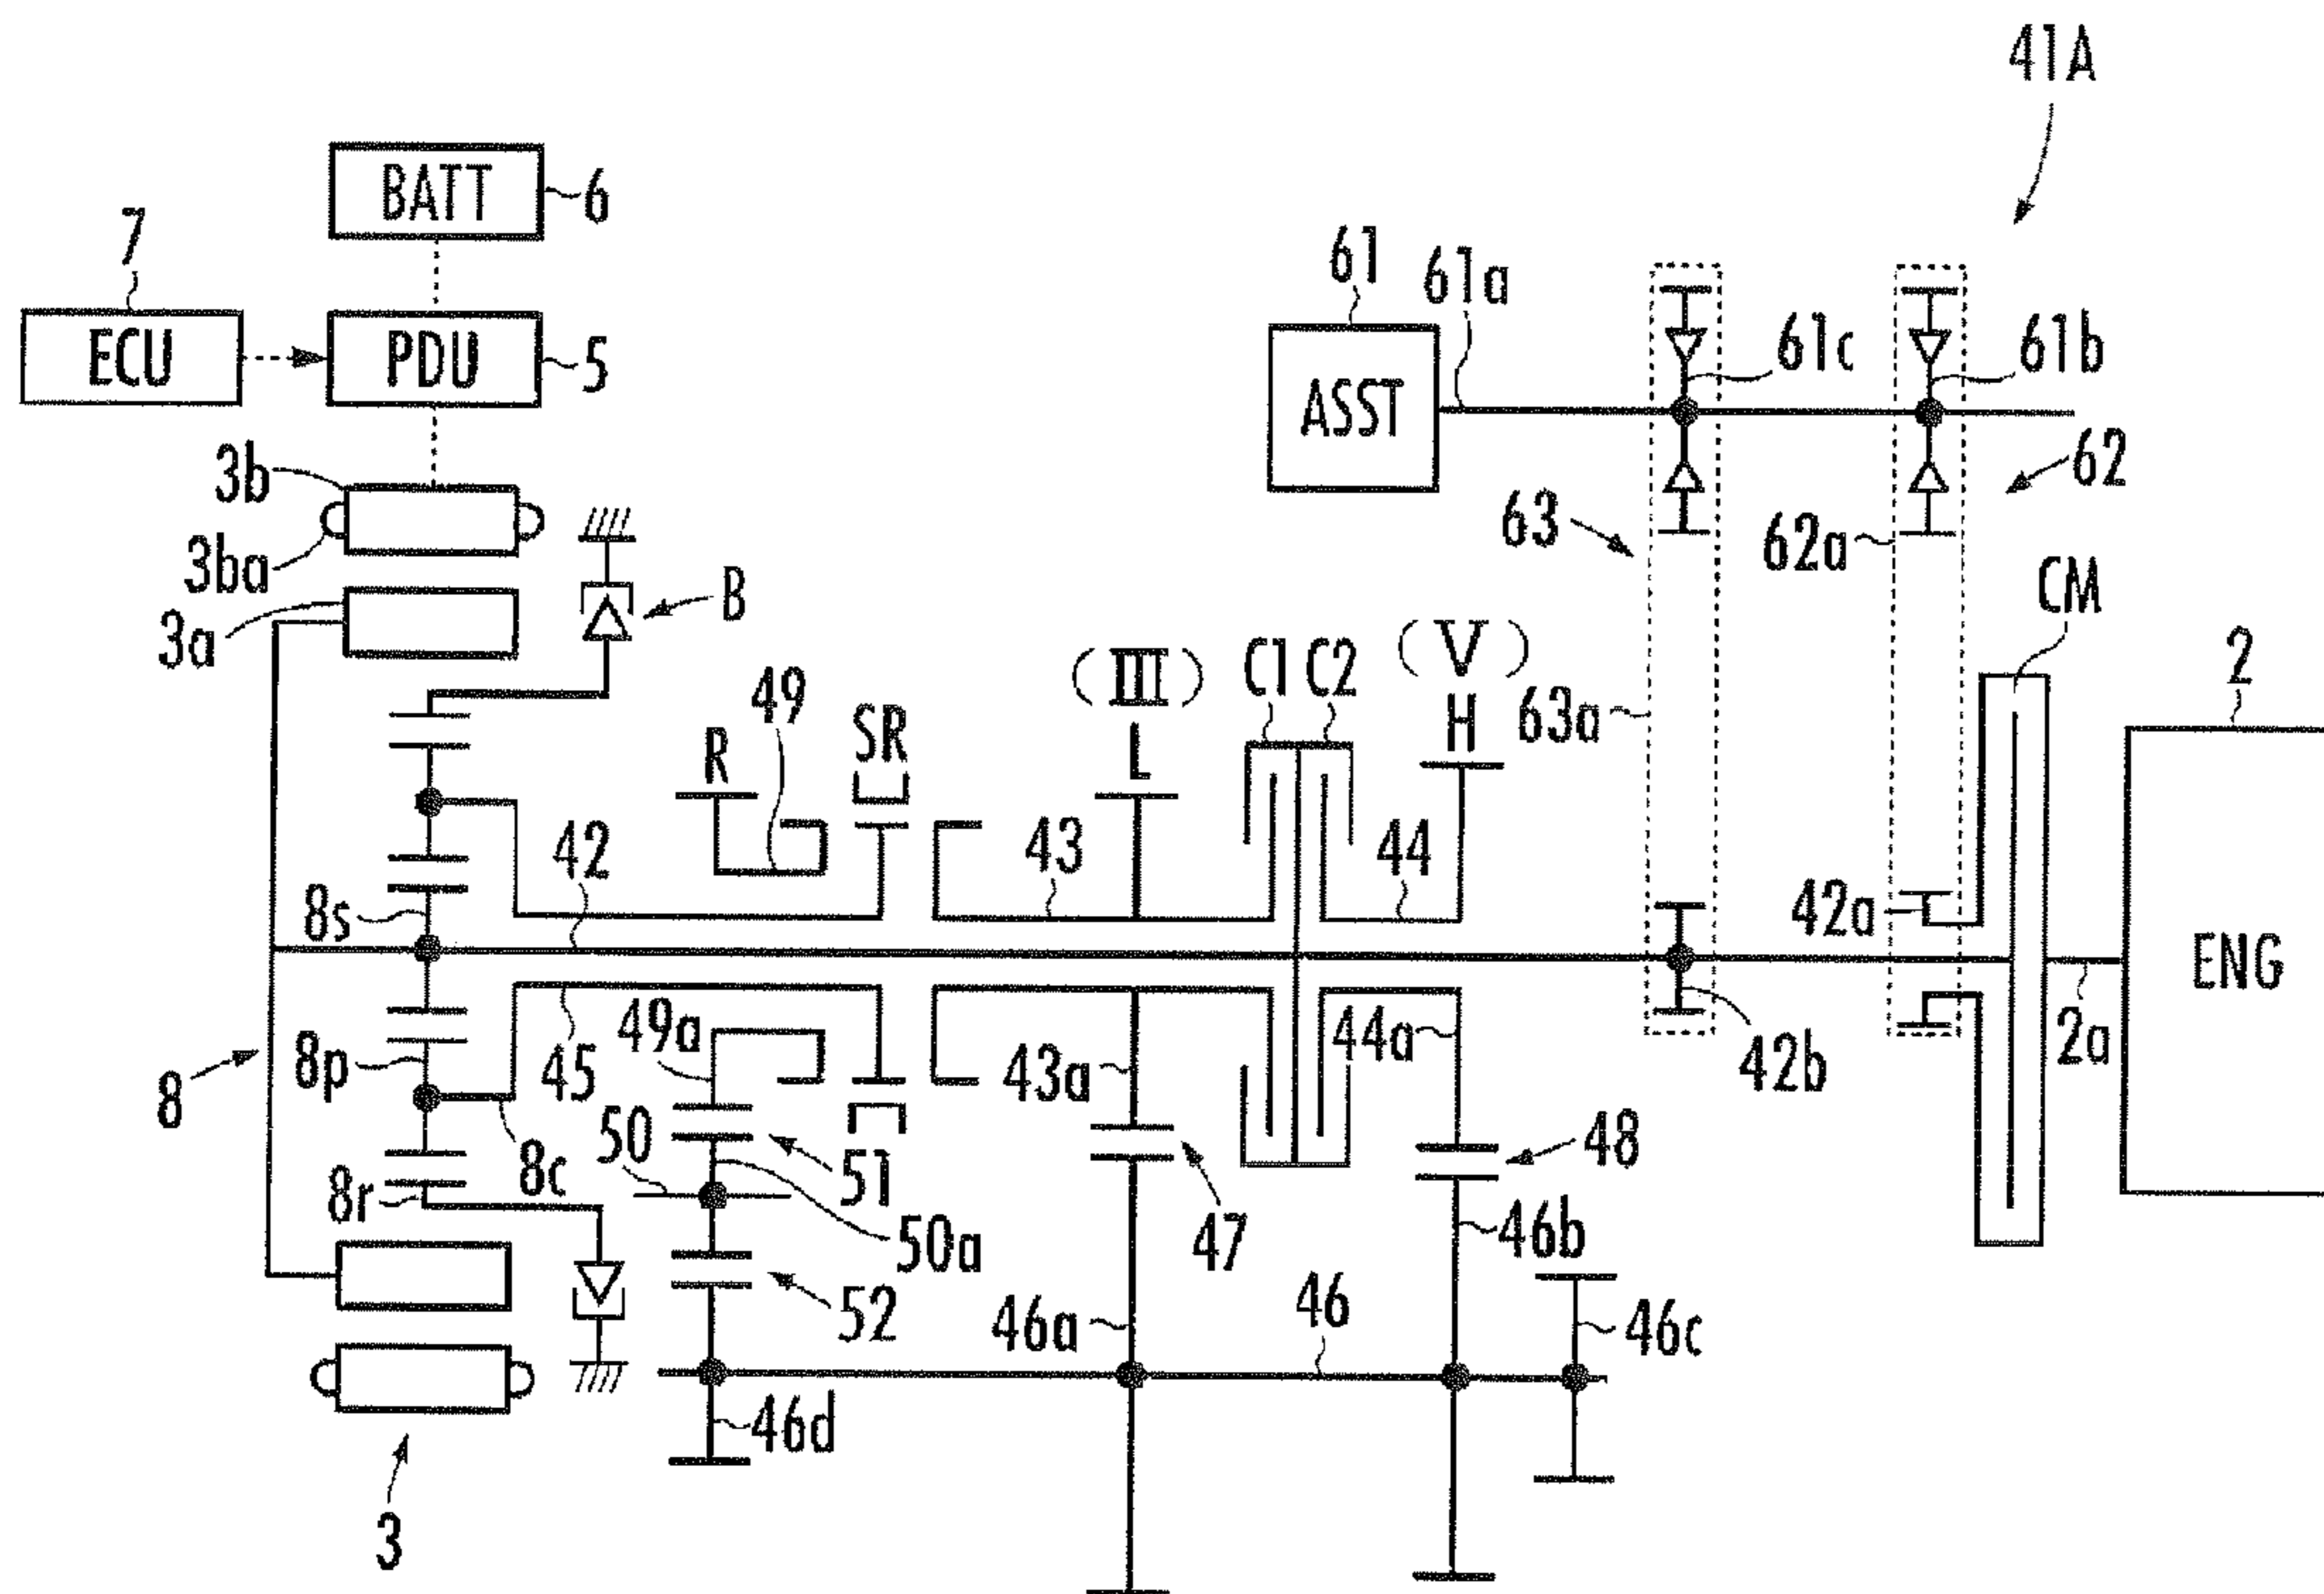 41A
BATT
6
7
ECU
PDU
5
61
61a
ASST
61c
61b
62
63
62a
3b
3ba
3a
B
CM
(III)
C1
C2
(V)
2
49
SR
R
L
H
63a
42
43
44
8s
42a
ENG
49a
44a
2a
8p
45
43a
42b
8
50
48
8c
51
8r
50a
47
46b
52
46a
46
46c
46d
3